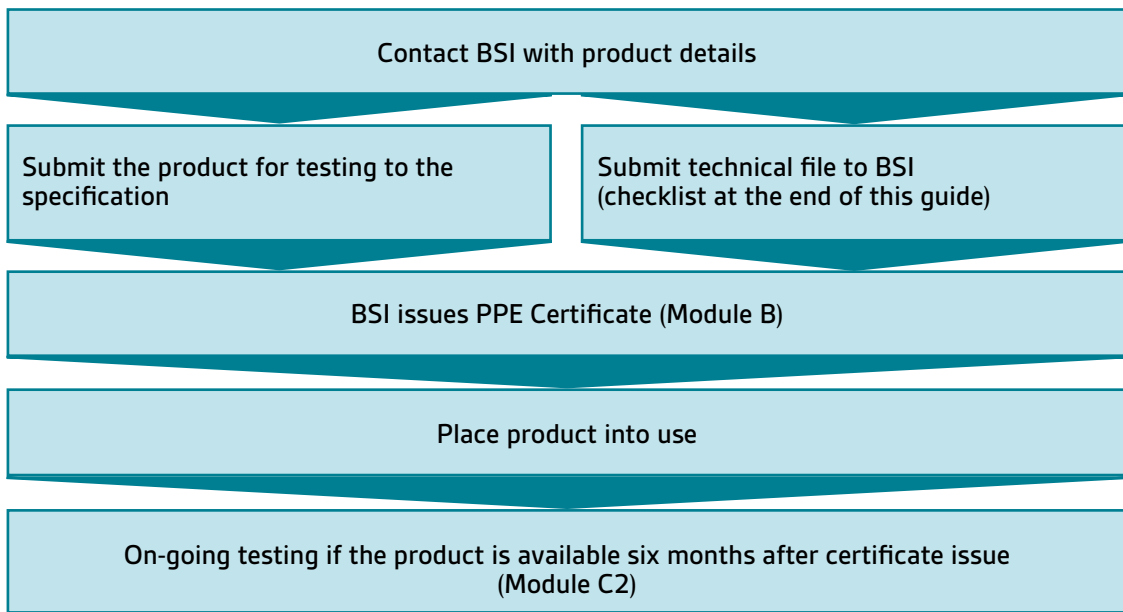 Contact BSI with product details
Submit the product for testing to the
specification
Submit technical file to BSI
(checklist at the end of this guide)
BSI issues PPE Certificate (Module B)
Place product into use
On-going testing if the product is available six months after certificate issue
(Module C2)